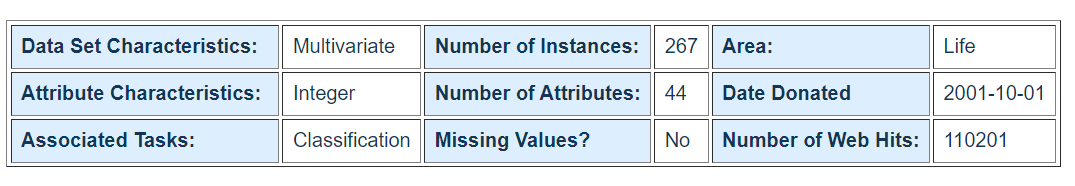 Data Set Characteristics: Multivariate Number of Instances: 267 Area: Life
Attribute Characteristics: Integer Number of Attributes: 44 Date Donated 2001-10-01
Associated Tasks: Classification Missing Values? No Number of Web Hits: 110201